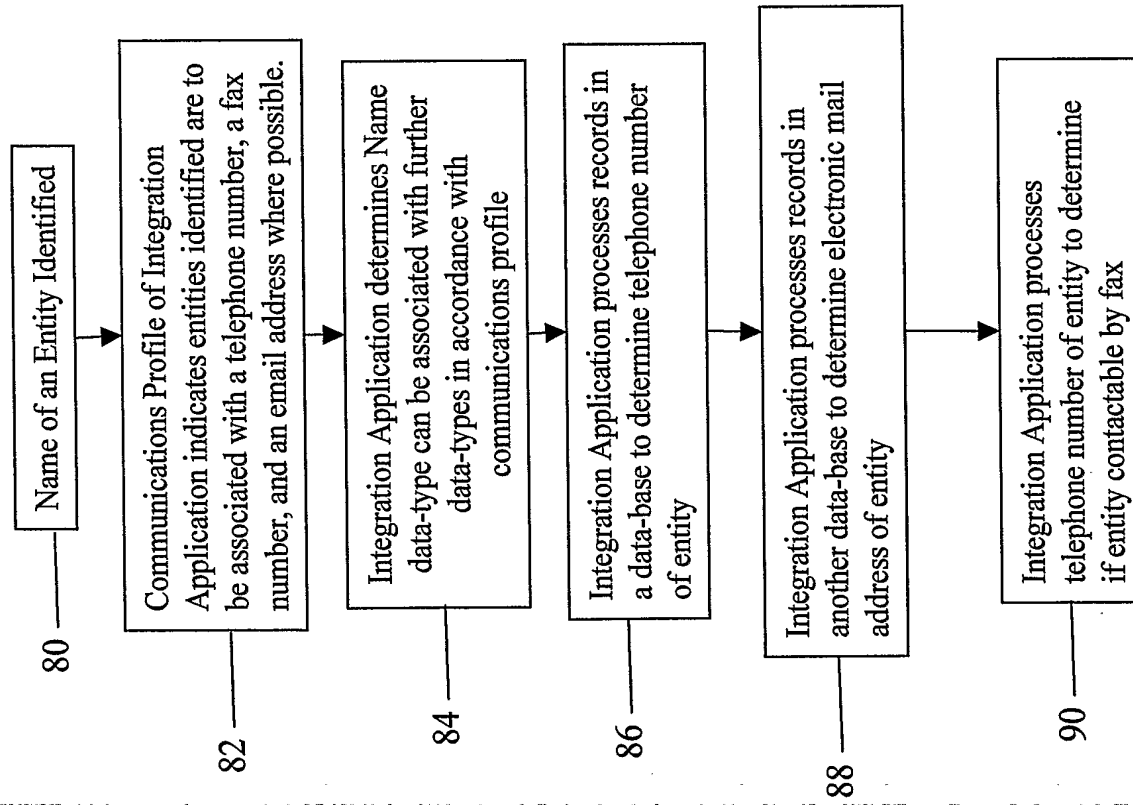 Name of an Entity Identified
80
Communications Profile of Integration
Application indicates entities identified are to
be associated with a telephone number, a fax
number, and an email address where possible.
82
Integration Application determines Name
data-type can be associated with further
data-types in accordance with
communications profile
84
Integration Application processes records in
a data-base to determine telephone number
of entity
86
Integration Application processes records in
another data-base to determine electronic mail
address of entity
88
Integration Application processes
telephone number of entity to determine
if entity contactable by fax
90